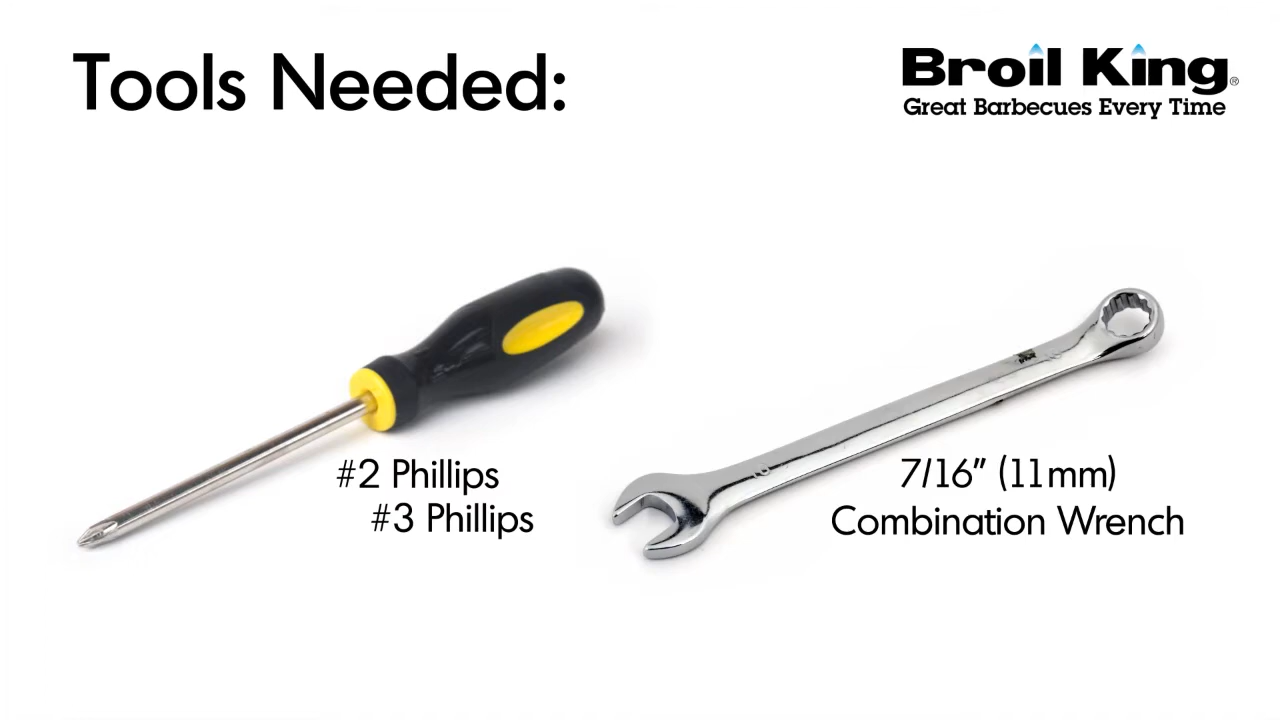 Tools Needed:
Broil King®
Great Barbecues Every Time
#2 Phillips
#3 Phillips
7/16” (11mm)
Combination Wrench